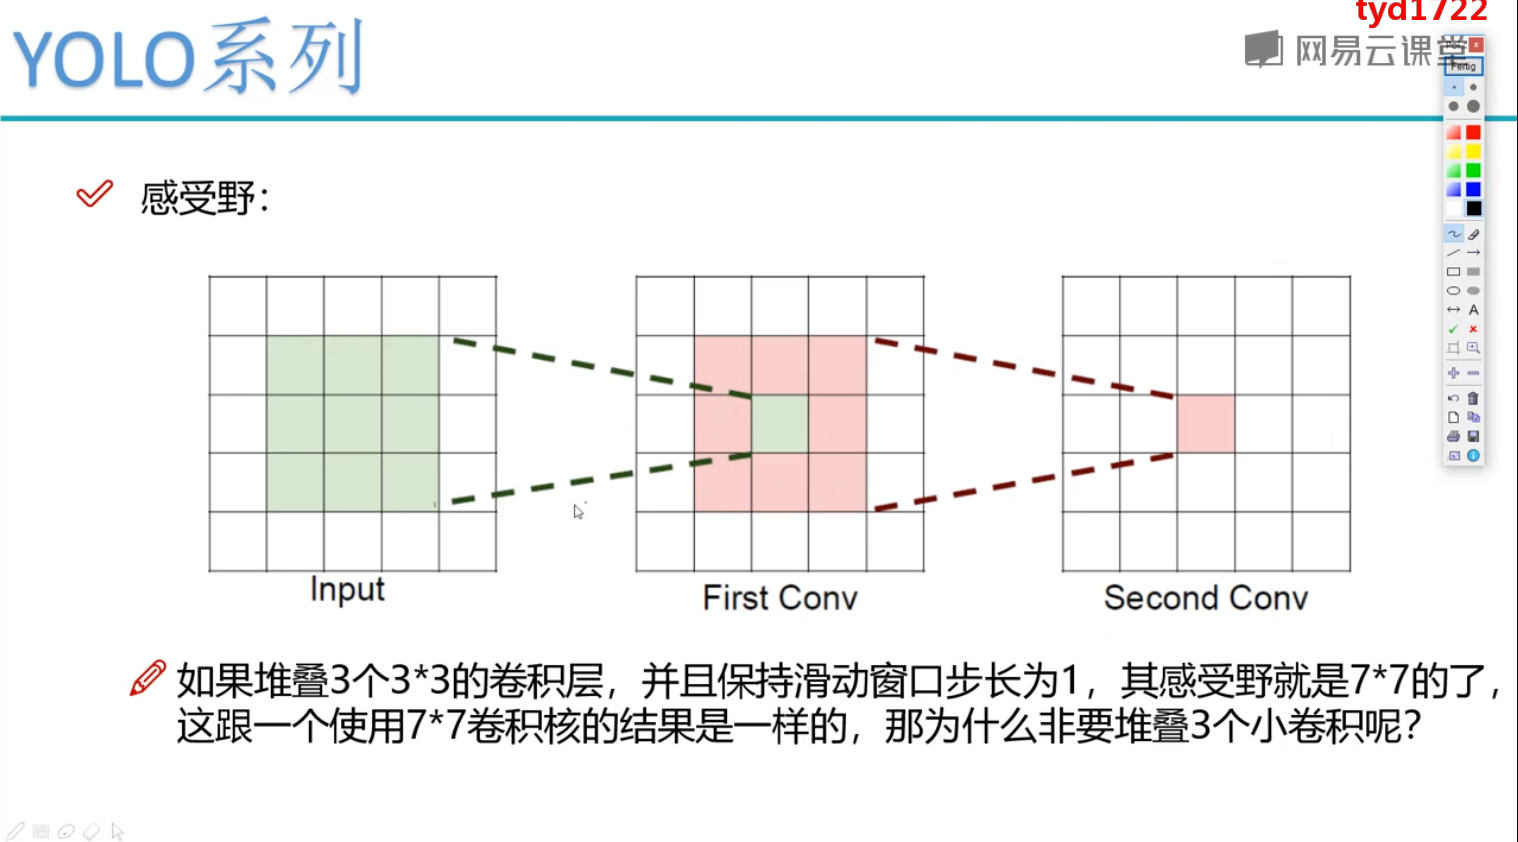 tyd1722
YOLO系列
网易云课堂
Fertig
感受野：
Input
First Conv
Second Conv
如果堆叠3个3*3的卷积层，并且保持滑动窗口步长为1，其感受野就是7*7的了，
这跟一个使用7*7卷积核的结果是一样的，那为什么非要堆叠3个小卷积呢？